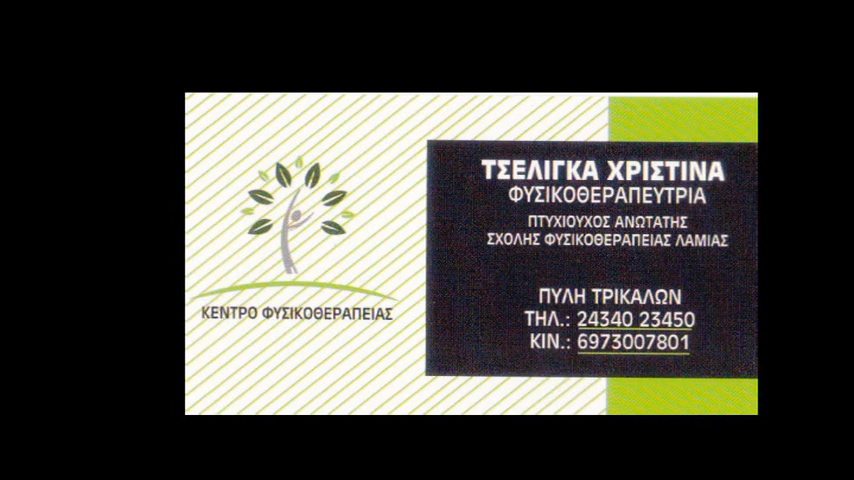 ΚΕΝΤΡΟ ΦΥΣΙΚΟΘΕΡΑΠΕΙΑΣ
ΤΣΕΛΙΓΚΑ ΧΡΙΣΤΙΝΑ
ΦΥΣΙΚΟΘΕΡΑΠΕΥΤΡΙΑ
ΠΤΥΧΙΟΥΧΟΣ ΑΝΩΤΑΤΗΣ
ΣΧΟΛΗΣ ΦΥΣΙΚΟΘΕΡΑΠΕΙΑΣ ΛΑΜΙΑΣ
ΠΥΛΗ ΤΡΙΚΑΛΩΝ
ΤΗΛ.: 24340 23450
ΚΙΝ.: 6973007801